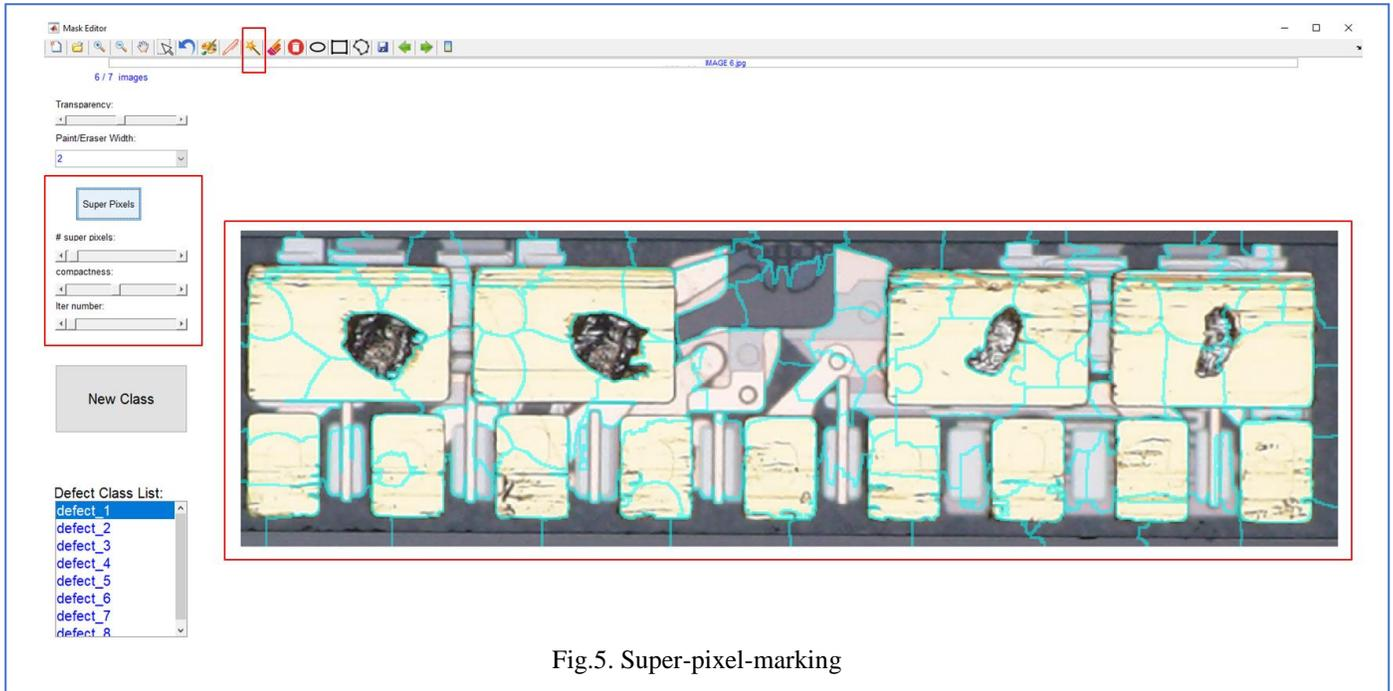 Mask Editor
IMAGE 6.jpg
6 / 7 images
Transparency:
Paint/Eraser Width:
2
Super Pixels
# super pixels:
compactness:
Iter number:
New Class
Defect Class List:
defect_1
defect_2
defect_3
defect_4
defect_5
defect_6
defect_7
defect_8
Fig.5. Super-pixel-marking